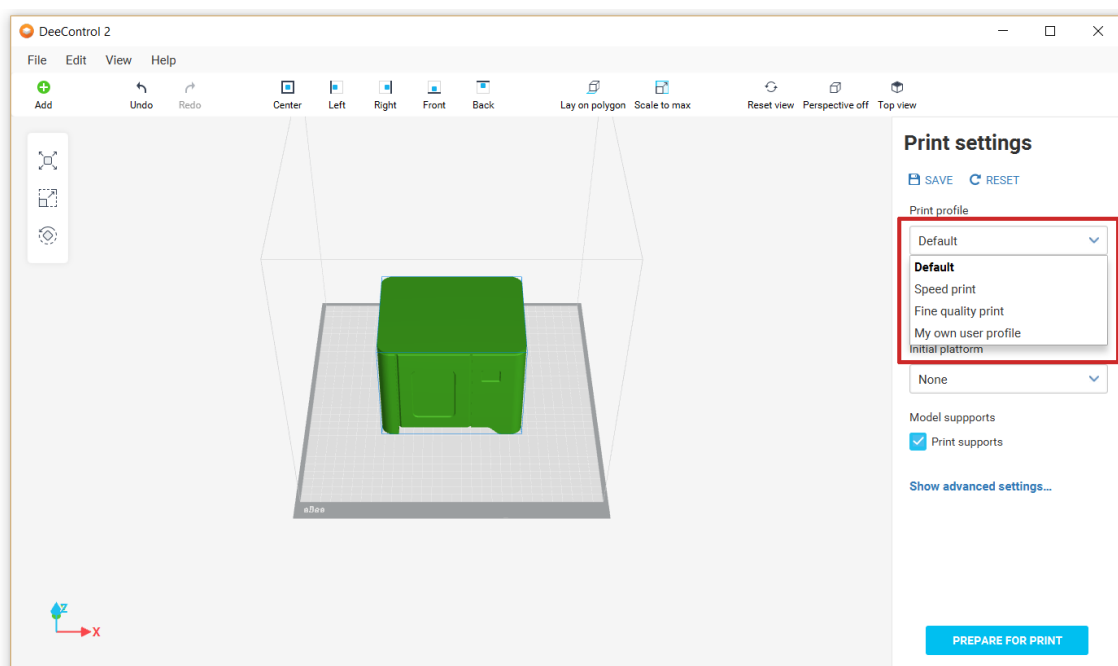 DeeControl 2
File Edit View Help
Add Undo Redo Center Left Right Front Back Lay on polygon Scale to max Reset view Perspective off Top view
Print settings
SAVE RESET
Print profile
Default
Default
Speed print
Fine quality print
My own user profile
Initial platform
None
Model suppports
Print supports
Show advanced settings...
aBee
Z
X
PREPARE FOR PRINT